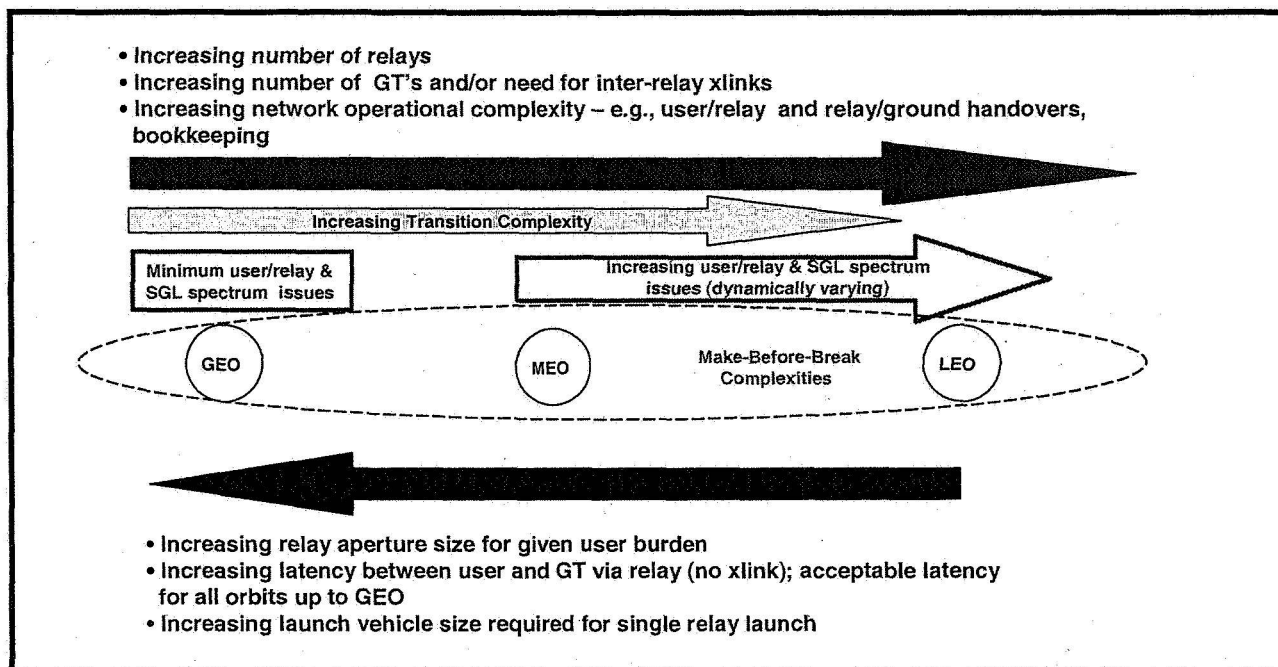 • Increasing number of relays
• Increasing number of GT's and/or need for inter-relay xlinks
• Increasing network operational complexity – e.g., user/relay and relay/ground handovers,
bookkeeping
Increasing Transition Complexity
Minimum user/relay &
SGL spectrum issues
Increasing user/relay & SGL spectrum
issues (dynamically varying)
GEO
MEO
Make-Before-Break
Complexities
LEO
• Increasing relay aperture size for given user burden
• Increasing latency between user and GT via relay (no xlink); acceptable latency
for all orbits up to GEO
• Increasing launch vehicle size required for single relay launch